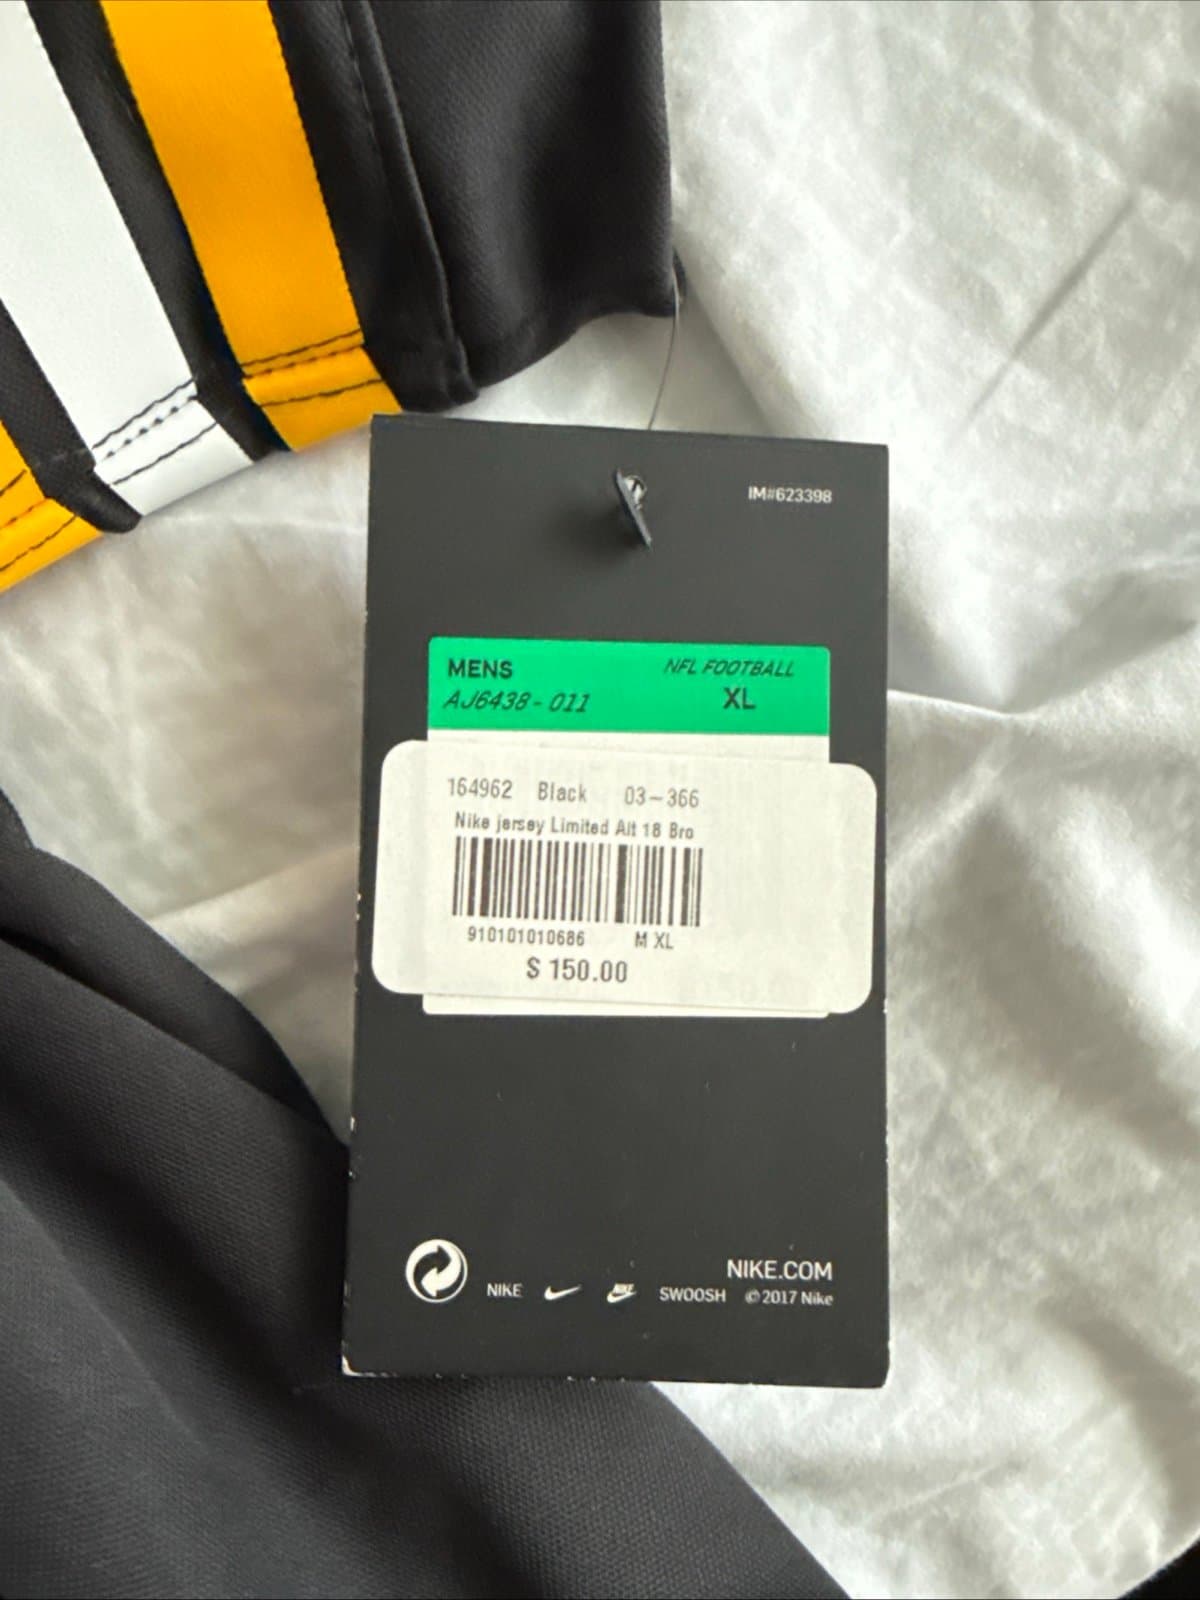 IM#623398
MENS NFL FOOTBALL
AJ6438-011 XL
164962 Black 03-366
Nike jersey Limited Alt 18 Bro
910101010686 M XL
$ 150.00
NIKE.COM
NIKE NIKE SWOOSH ©2017 Nike